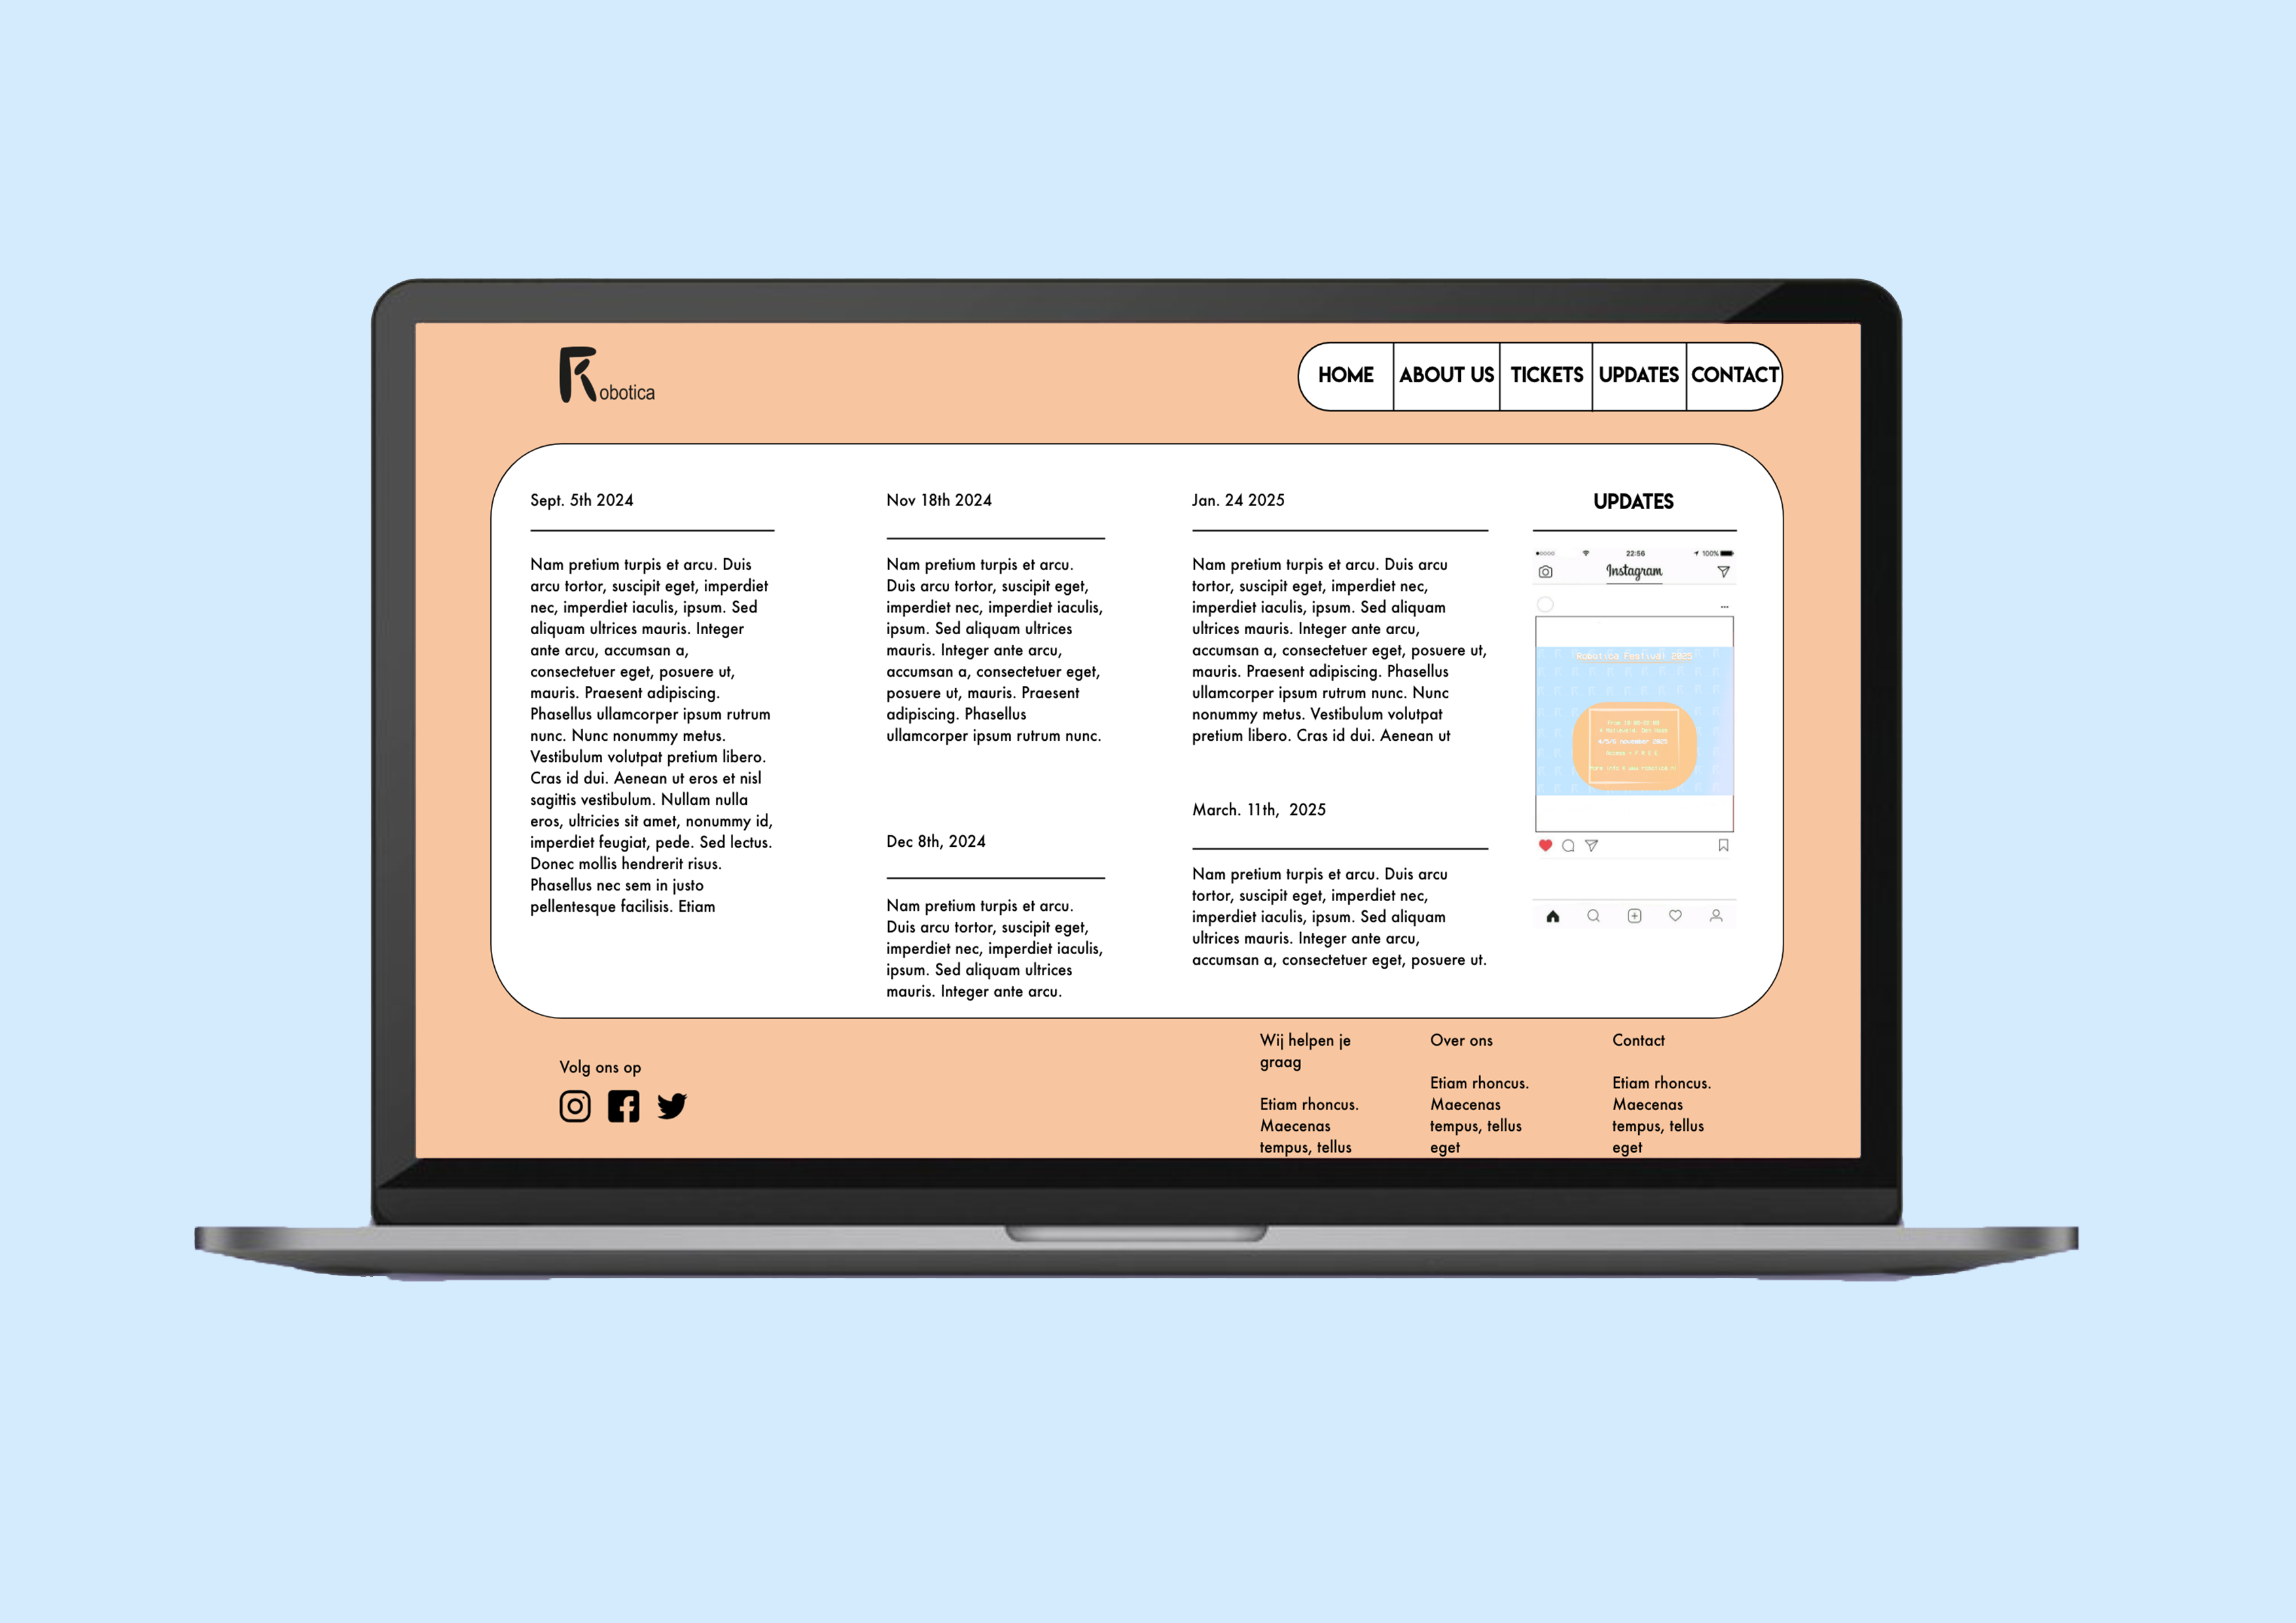 Robotica
HOME ABOUT US TICKETS UPDATES CONTACT
Sept. 5th 2024
Nam pretium turpis et arcu. Duis
arcu tortor, suscipit eget, imperdiet
nec, imperdiet iaculis, ipsum. Sed
aliquam ultrices mauris. Integer
ante arcu, accumsan a,
consectetuer eget, posuere ut,
mauris. Praesent adipiscing.
Phasellus ullamcorper ipsum rutrum
nunc. Nunc nonummy metus.
Vestibulum volutpat pretium libero.
Cras id dui. Aenean ut eros et nisl
sagittis vestibulum. Nullam nulla
eros, ultricies sit amet, nonummy id,
imperdiet feugiat, pede. Sed lectus.
Donec mollis hendrerit risus.
Phasellus nec sem in justo
pellentesque facilisis. Etiam
Nov 18th 2024
Nam pretium turpis et arcu.
Duis arcu tortor, suscipit eget,
imperdiet nec, imperdiet iaculis,
ipsum. Sed aliquam ultrices
mauris. Integer ante arcu,
accumsan a, consectetuer eget,
posuere ut, mauris. Praesent
adipiscing. Phasellus
ullamcorper ipsum rutrum nunc.
Dec 8th, 2024
Nam pretium turpis et arcu.
Duis arcu tortor, suscipit eget,
imperdiet nec, imperdiet iaculis,
ipsum. Sed aliquam ultrices
mauris. Integer ante arcu.
Jan. 24 2025
Nam pretium turpis et arcu. Duis arcu
tortor, suscipit eget, imperdiet nec,
imperdiet iaculis, ipsum. Sed aliquam
ultrices mauris. Integer ante arcu,
accumsan a, consectetuer eget, posuere ut,
mauris. Praesent adipiscing. Phasellus
ullamcorper ipsum rutrum nunc. Nunc
nonummy metus. Vestibulum volutpat
pretium libero. Cras id dui. Aenean ut
March. 11th, 2025
Nam pretium turpis et arcu. Duis arcu
tortor, suscipit eget, imperdiet nec,
imperdiet iaculis, ipsum. Sed aliquam
ultrices mauris. Integer ante arcu,
accumsan a, consectetuer eget, posuere ut.
UPDATES
22:56 100%
Instagram
Robotica Festival 2025
4/5/6 november 2025
Volg ons op
Wij helpen je
graag
Etiam rhoncus.
Maecenas
tempus, tellus
Over ons
Etiam rhoncus.
Maecenas
tempus, tellus
eget
Contact
Etiam rhoncus.
Maecenas
tempus, tellus
eget